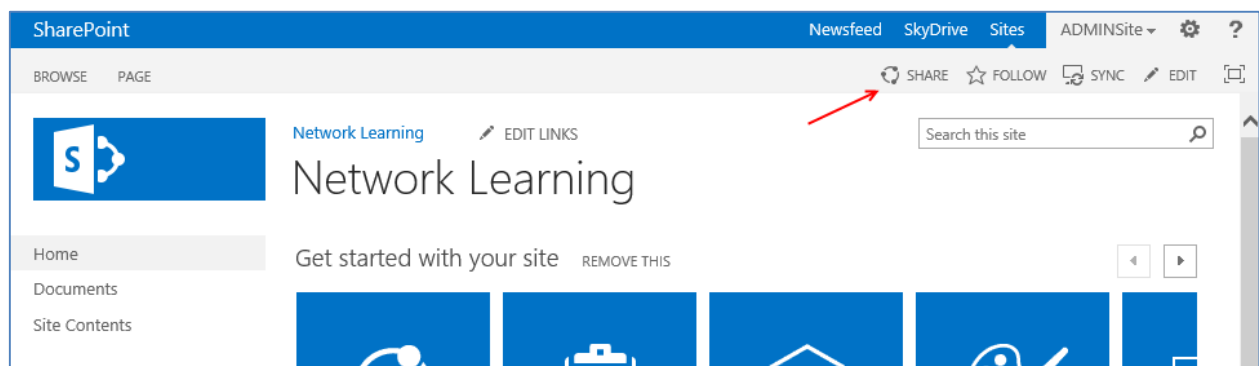 SharePoint Newsfeed SkyDrive Sites ADMINSite ?
BROWSE PAGE SHARE FOLLOW SYNC EDIT
S
Network Learning EDIT LINKS Search this site
Network Learning
Home
Get started with your site REMOVE THIS
Documents
Site Contents